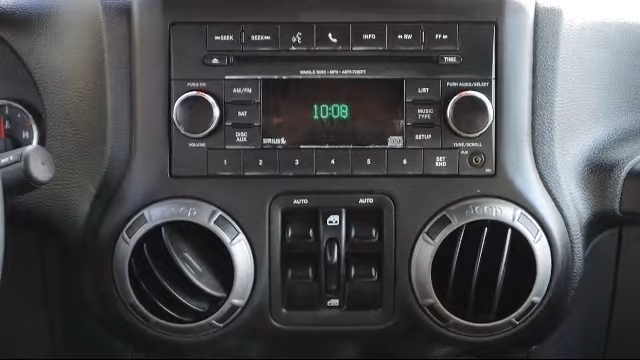 |◀◀SEEK SEEK▶▶| INFO ◀◀ RW FF ▶▶
TIME
SINGLE DISC • MP3 • ANTI-THEFT
PUSH ON PUSH AUDIO/SELECT
AM/FM LIST
10:08
SAT MUSIC TYPE
DISC AUX SIRIUS SETUP
VOLUME TUNE/SCROLL
1 2 3 4 5 6 SET RND AUX
AUTO AUTO
Jeep Jeep
H